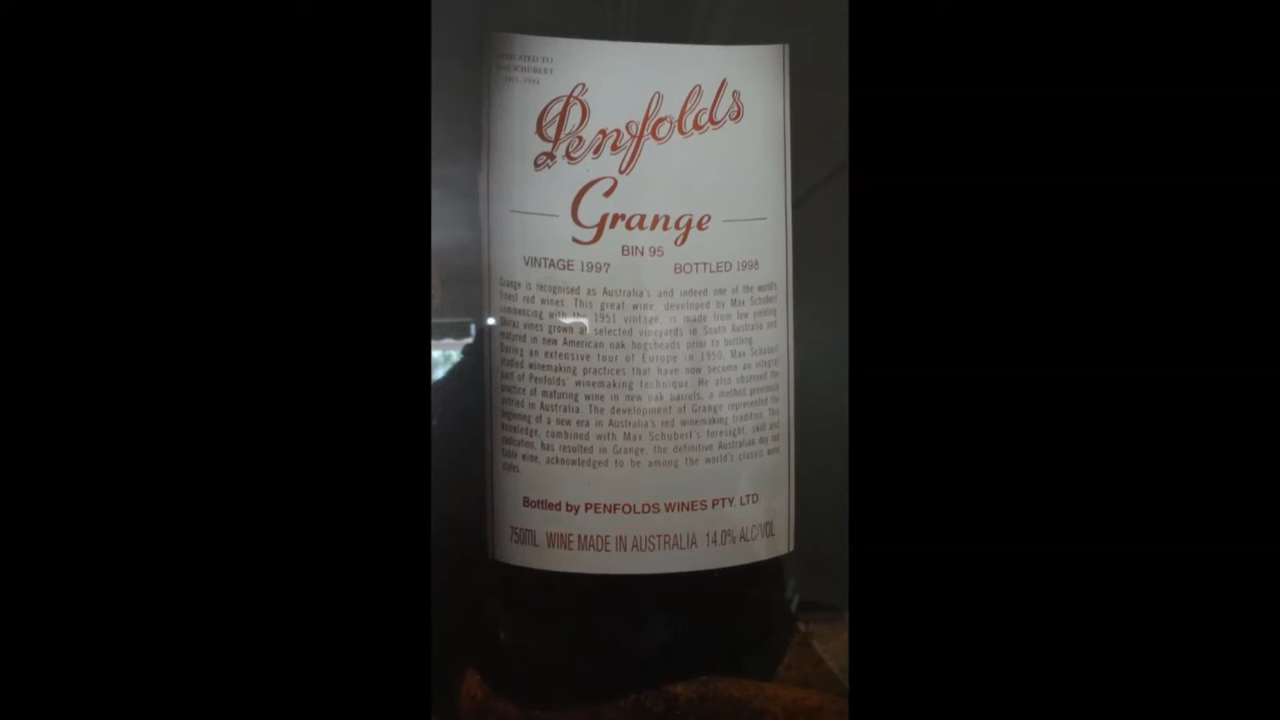 TO
SCHUBERT
Penfolds
Grange
BIN 95
VINTAGE 1997 BOTTLED 1998
Grange is recognised as Australia's and indeed one of the world's
finest red wines. This great wine, developed by Max Schubert
commencing with the 1951 vintage, is made from low yielding
Shiraz vines grown at selected vineyards in South Australia and
matured in new American oak hogsheads prior to bottling.
During an extensive tour of Europe in 1950, Max Schubert
studied winemaking practices that have now become an integral
part of Penfolds' winemaking technique. He also observed the
practice of maturing wine in new oak barrels, a method previously
untried in Australia. The development of Grange represented the
beginning of a new era in Australia's red winemaking tradition. This
knowledge, combined with Max Schubert's foresight, skill and
dedication, has resulted in Grange, the definitive Australian dry red
table wine, acknowledged to be among the world's classic wine
styles.
Bottled by PENFOLDS WINES PTY. LTD.
750ML WINE MADE IN AUSTRALIA 14.0% ALC/VOL